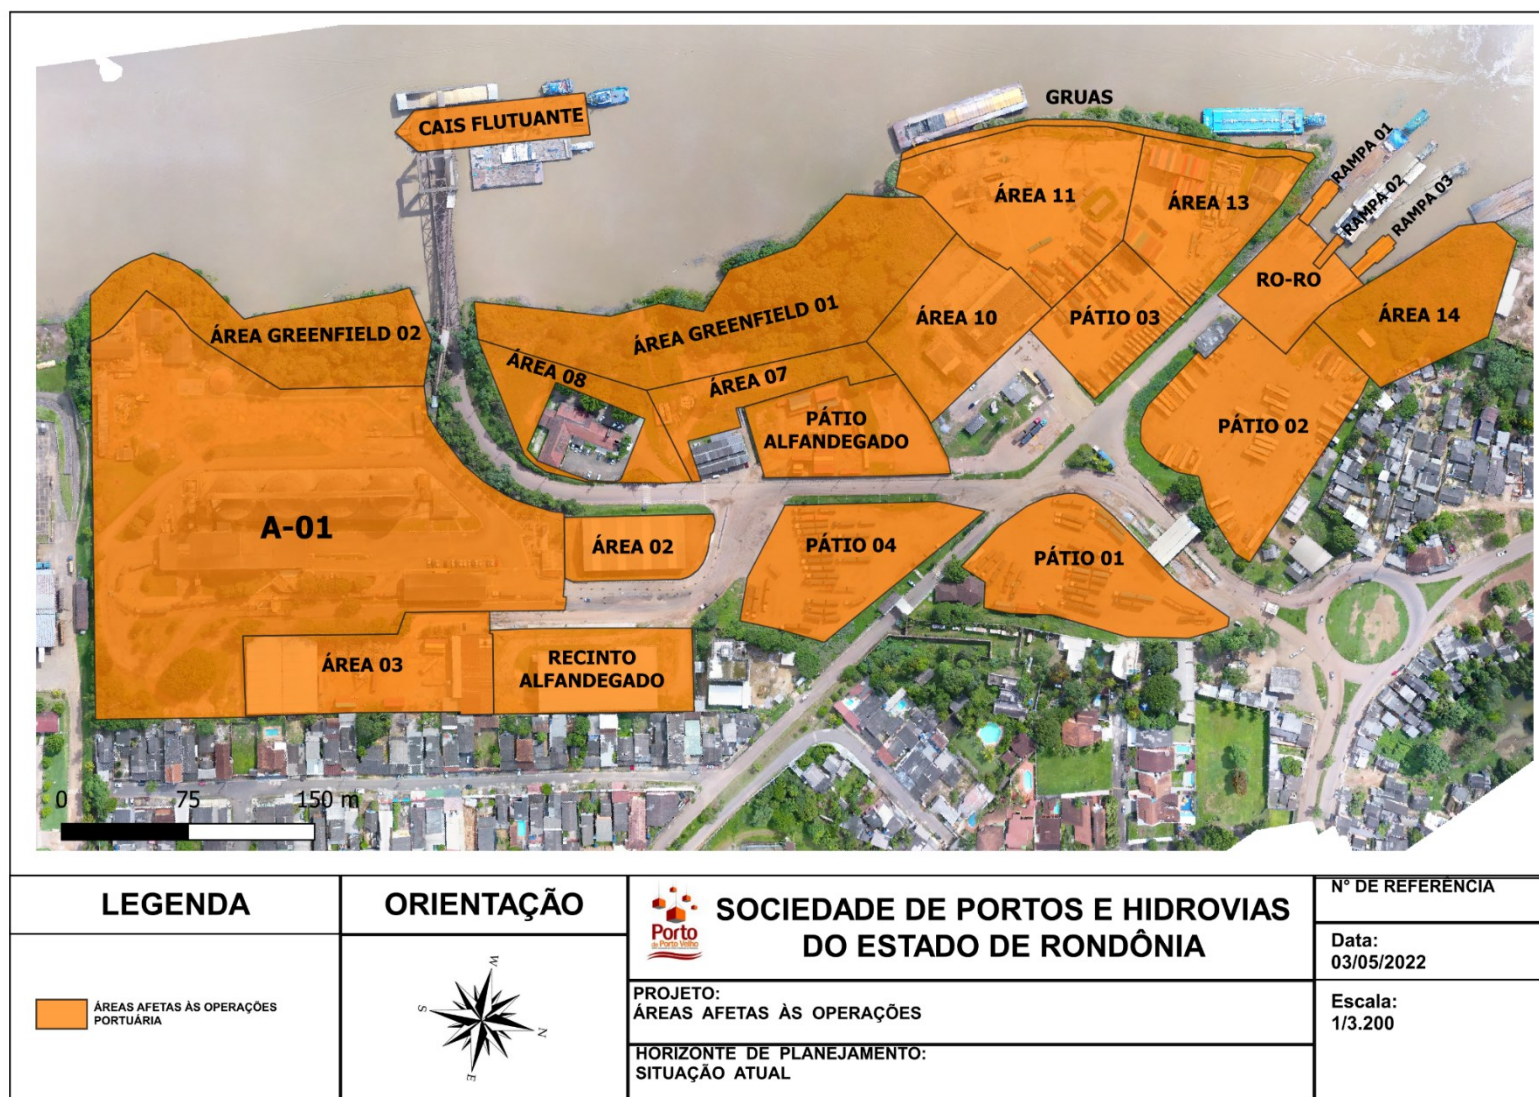 CAIS FLUTUANTE
GRUAS
RAMPA 01
RAMPA 02
RAMPA 03
ÁREA 11
ÁREA 13
RO-RO
ÁREA 14
ÁREA GREENFIELD 02
ÁREA GREENFIELD 01
ÁREA 10
PÁTIO 03
ÁREA 08
ÁREA 07
PÁTIO
ALFANDEGADO
PÁTIO 02
A-01
ÁREA 02
PÁTIO 04
PÁTIO 01
ÁREA 03
RECINTO
ALFANDEGADO
0 75 150 m
LEGENDA
ÁREAS AFETAS ÀS OPERAÇÕES
PORTUÁRIA
ORIENTAÇÃO
W
S
N
E
Porto
de Porto Velho
SOCIEDADE DE PORTOS E HIDROVIAS
DO ESTADO DE RONDÔNIA
PROJETO:
ÁREAS AFETAS ÀS OPERAÇÕES
HORIZONTE DE PLANEJAMENTO:
SITUAÇÃO ATUAL
N° DE REFERÊNCIA
Data:
03/05/2022
Escala:
1/3.200